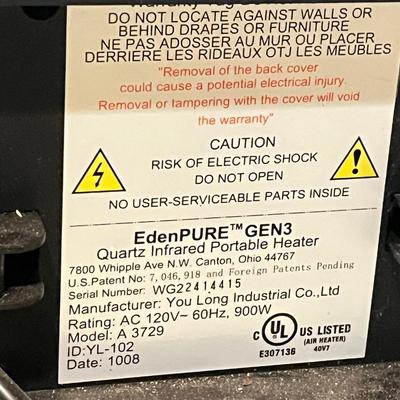 DO NOT LOCATE AGAINST WALLS OR
BEHIND DRAPES OR FURNITURE
NE PAS ADOSSER AU MUR OU PLACER
DERRIERE LES RIDEAUX OTJ LES MEUBLES
"Removal of the back cover
could cause a potential electrical injury.
Removal or tampering with the cover will void
the warranty"
CAUTION
RISK OF ELECTRIC SHOCK
DO NOT OPEN
NO USER-SERVICEABLE PARTS INSIDE
EdenPURE™GEN3
Quartz Infrared Portable Heater
7800 Whipple Ave N.W. Canton, Ohio 44767
U.S.Patent No: 7,046,918 and Foreign Patents Pending
Serial Number: WG22414415
Manufacturer: You Long Industrial Co.,Ltd
Rating: AC 120V~ 60Hz, 900W
Model: A 3729
ID:YL-102
Date: 1008
C UL US LISTED
(AIR HEATER)
E307136 40V7